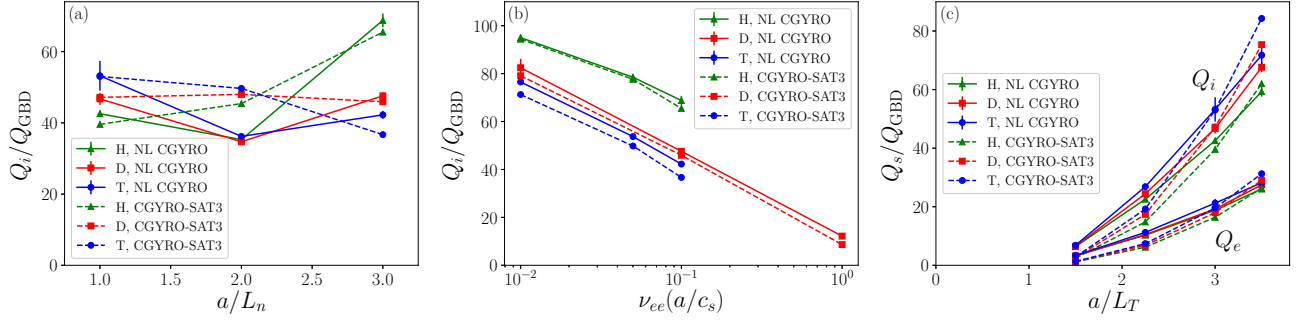 (a)
Q_i/Q_GBD
60
40
20
0
H, NL CGYRO
D, NL CGYRO
T, NL CGYRO
H, CGYRO-SAT3
D, CGYRO-SAT3
T, CGYRO-SAT3
1.0 1.5 2.0 2.5 3.0
a/L_n
(b)
Q_i/Q_GBD
100
80
60
40
20
0
H, NL CGYRO
D, NL CGYRO
T, NL CGYRO
H, CGYRO-SAT3
D, CGYRO-SAT3
T, CGYRO-SAT3
10^{-2} 10^{-1} 10^{0}
ν_{ee}(a/c_s)
(c)
Q_s/Q_GBD
80
60
40
20
0
H, NL CGYRO
D, NL CGYRO
T, NL CGYRO
H, CGYRO-SAT3
D, CGYRO-SAT3
T, CGYRO-SAT3
Q_i
Q_e
0 1 2 3
a/L_T